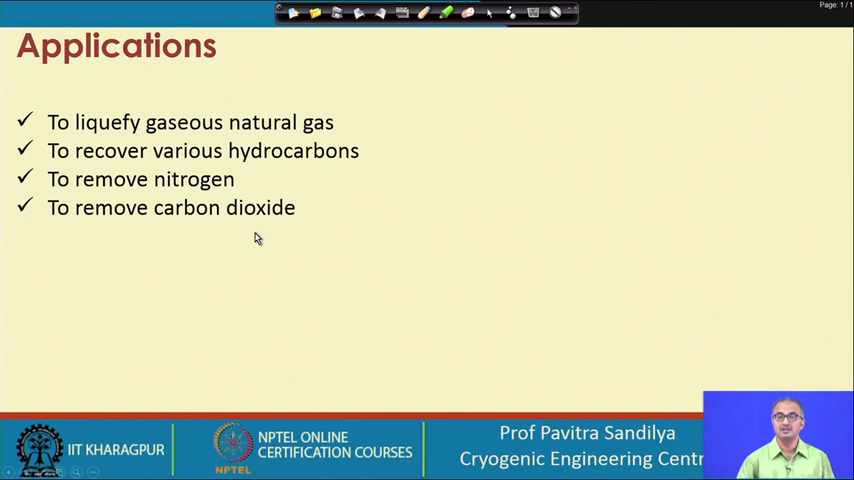 Page: 1 / 1
Applications
✓ To liquefy gaseous natural gas
✓ To recover various hydrocarbons
✓ To remove nitrogen
✓ To remove carbon dioxide
IIT KHARAGPUR
NPTEL
NPTEL ONLINE
CERTIFICATION COURSES
Prof Pavitra Sandilya
Cryogenic Engineering Centr